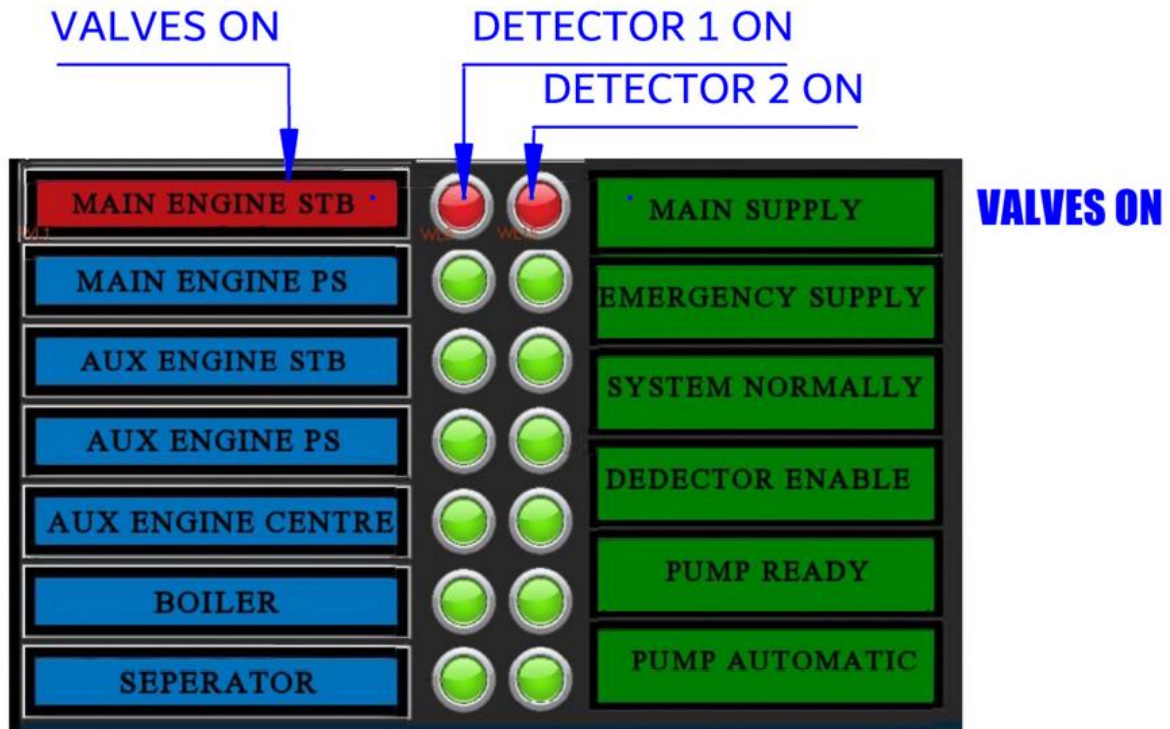 VALVES ON
DETECTOR 1 ON
DETECTOR 2 ON
MAIN ENGINE STB
MAIN SUPPLY
VALVES ON
MAIN ENGINE PS
EMERGENCY SUPPLY
AUX ENGINE STB
SYSTEM NORMALLY
AUX ENGINE PS
DEDECTOR ENABLE
AUX ENGINE CENTRE
PUMP READY
BOILER
PUMP AUTOMATIC
SEPERATOR